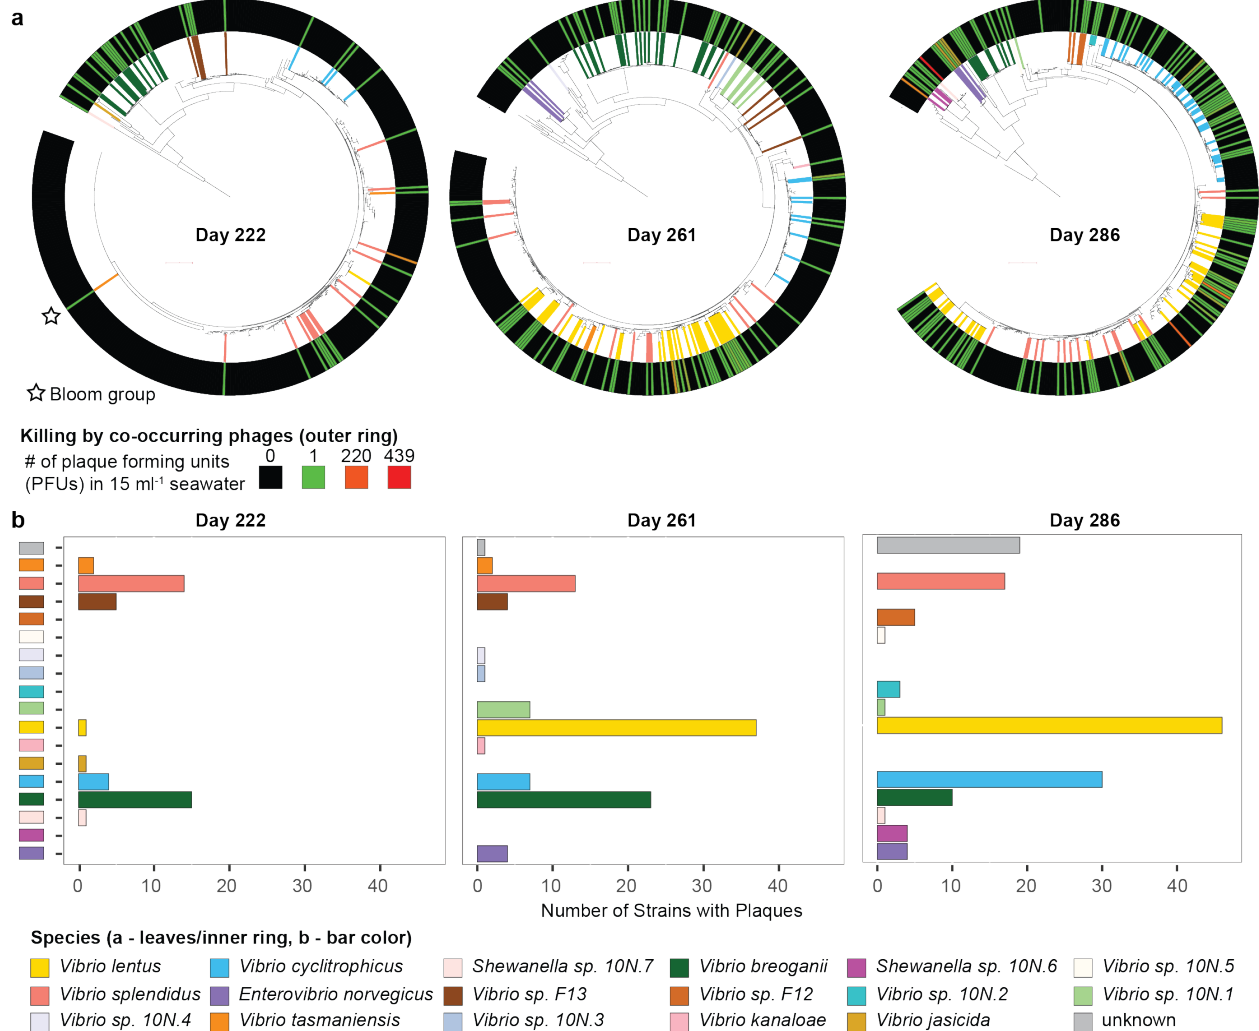 a
Day 222
Day 261
Day 286
Bloom group
Killing by co-occurring phages (outer ring)
# of plaque forming units
(PFUs) in 15 ml-1 seawater
0 1 220 439
b
Day 222
Day 261
Day 286
0 10 20 30 40
0 10 20 30 40
0 10 20 30 40
Number of Strains with Plaques
Species (a - leaves/inner ring, b - bar color)
Vibrio lentus Vibrio cyclitrophicus Shewanella sp. 10N.7 Vibrio breoganii Shewanella sp. 10N.6 Vibrio sp. 10N.5
Vibrio splendidus Enterovibrio norvegicus Vibrio sp. F13 Vibrio sp. F12 Vibrio sp. 10N.2 Vibrio sp. 10N.1
Vibrio sp. 10N.4 Vibrio tasmaniensis Vibrio sp. 10N.3 Vibrio kanaloae Vibrio jasicida unknown